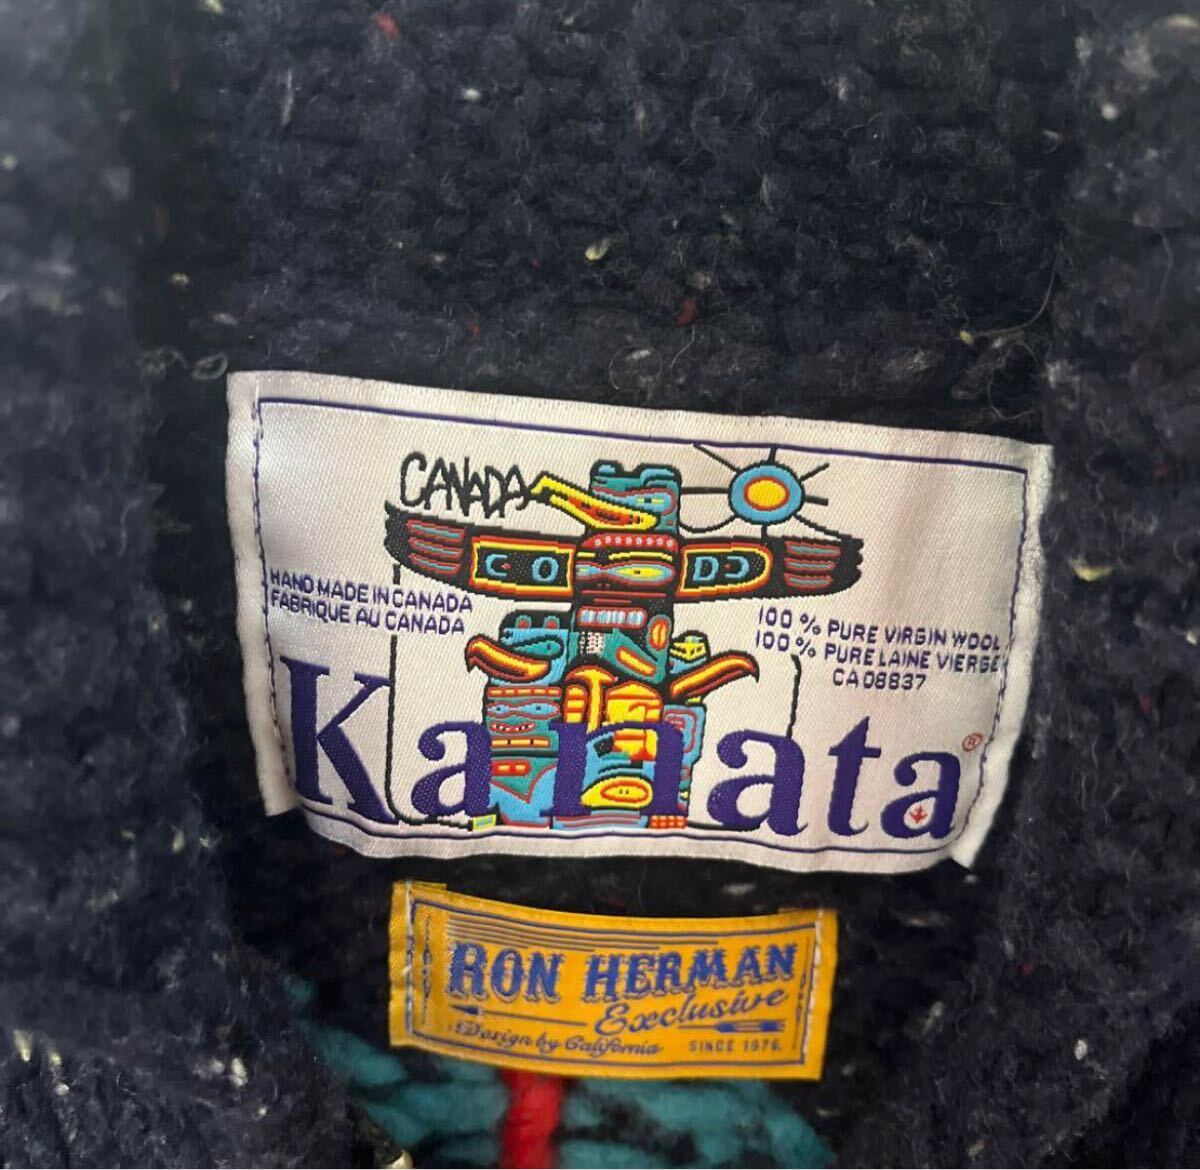 CANADA
HAND MADE IN CANADA
FABRIQUE AU CANADA
100 % PURE VIRGIN WOOL
100 % PURE LAINE VIERGE
CA 08837
Kanata®
RON HERMAN
Exclusive
Design by California
SINCE 1976.